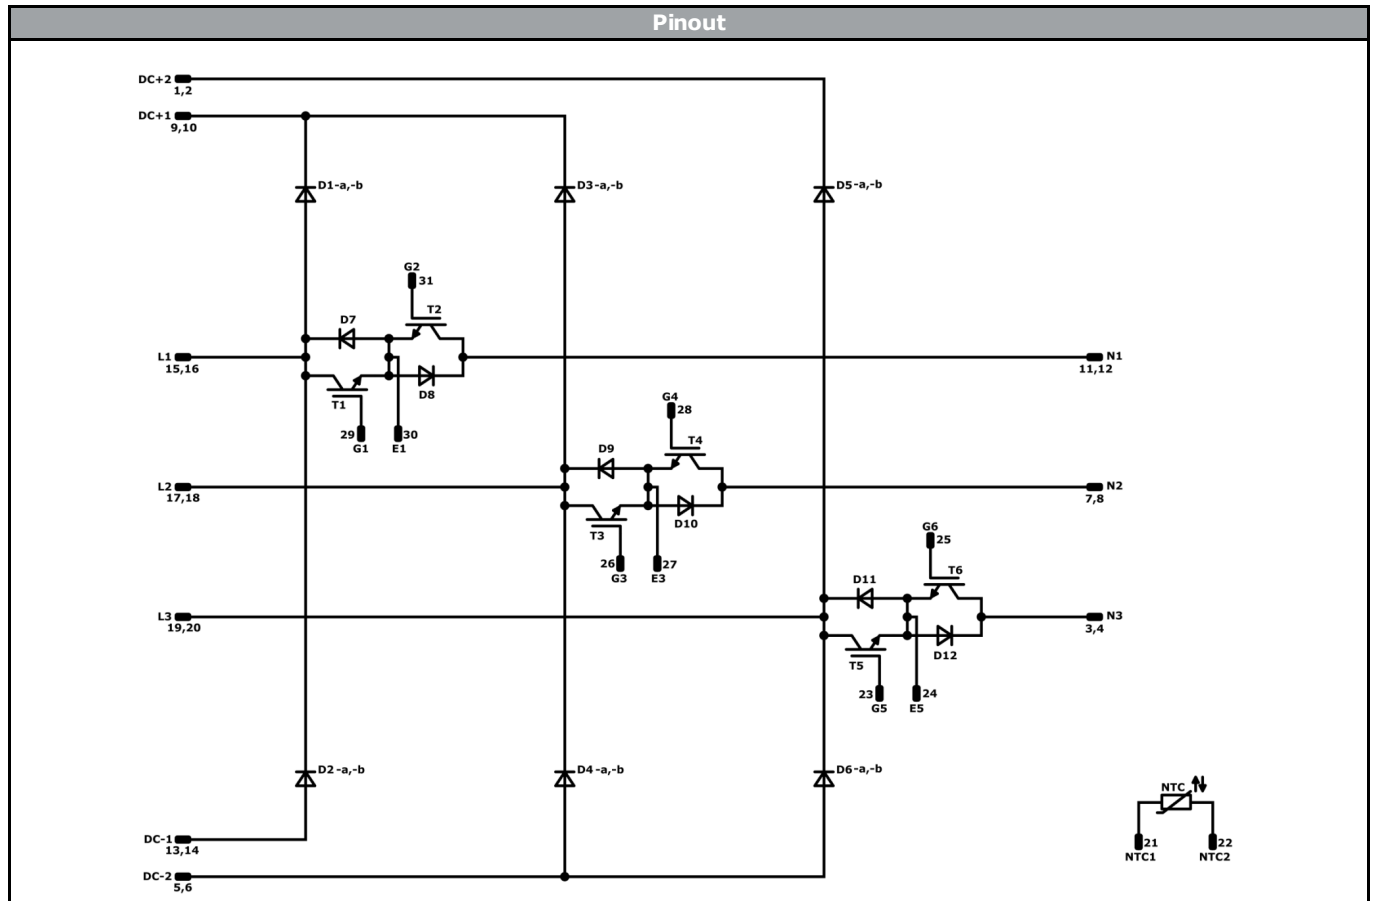 Pinout
DC+2
1,2
DC+1
9,10
D1-a,-b
D3-a,-b
D5-a,-b
G2
31
T2
D7
L1
15,16
N1
11,12
D8
T1
29
G1
30
E1
G4
28
T4
D9
L2
17,18
N2
7,8
D10
T3
26
G3
27
E3
G6
25
T6
D11
L3
19,20
N3
3,4
D12
T5
23
G5
24
E5
D2-a,-b
D4-a,-b
D6-a,-b
NTC
21
NTC1
22
NTC2
DC-1
13,14
DC-2
5,6